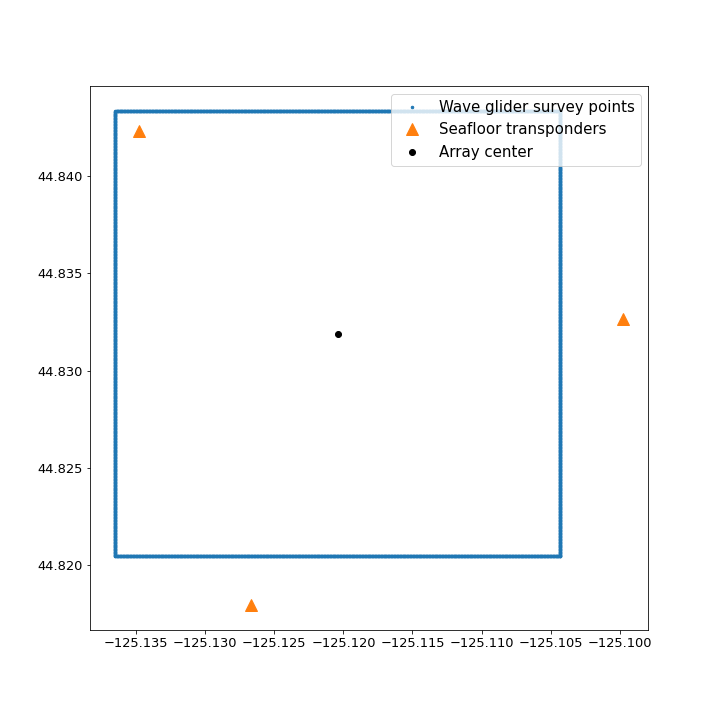 Wave glider survey points
Seafloor transponders
Array center
44.840
44.835
44.830
44.825
44.820
−125.135 −125.130 −125.125 −125.120 −125.115 −125.110 −125.105 −125.100